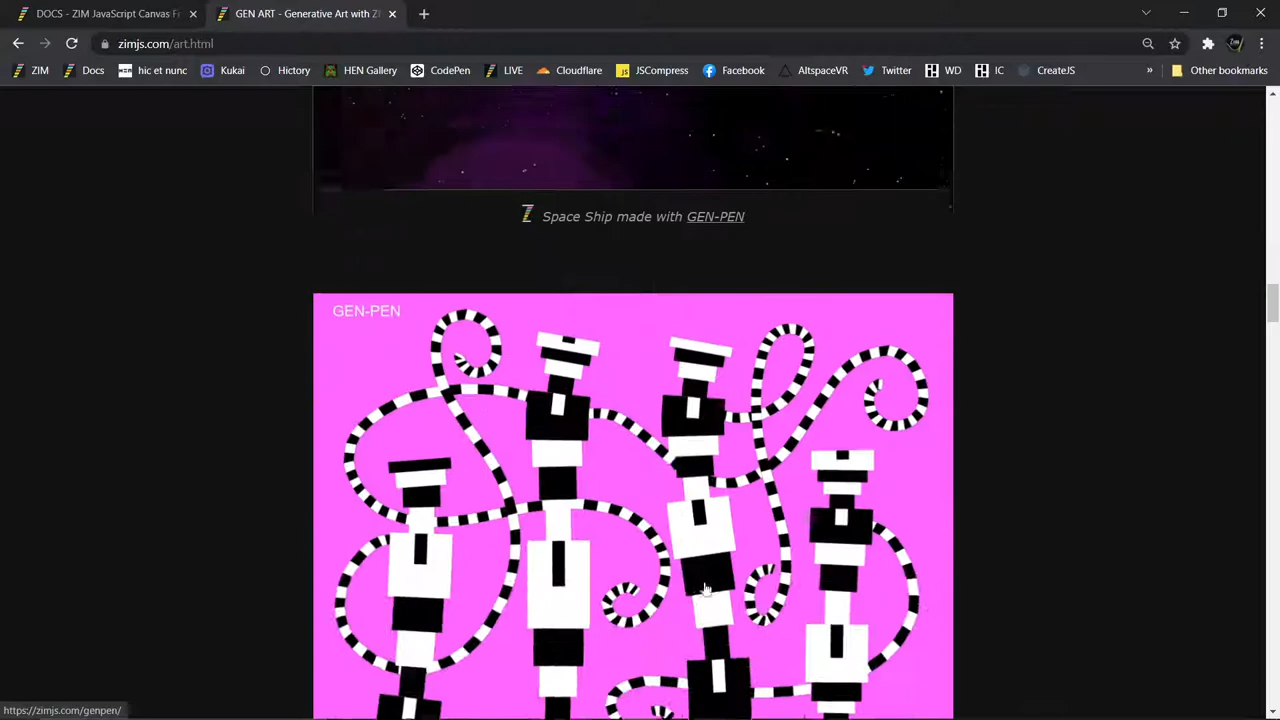 DOCS - ZIM JavaScript Canvas F
GEN ART - Generative Art with ZI
zimjs.com/art.html
ZIM
Docs
hic et nunc
Kukai
Hictory
HEN Gallery
CodePen
LIVE
Cloudflare
JSCompress
Facebook
AltspaceVR
Twitter
WD
IC
CreateJS
»
Other bookmarks
Space Ship made with GEN-PEN
GEN-PEN
https://zimjs.com/genpen/